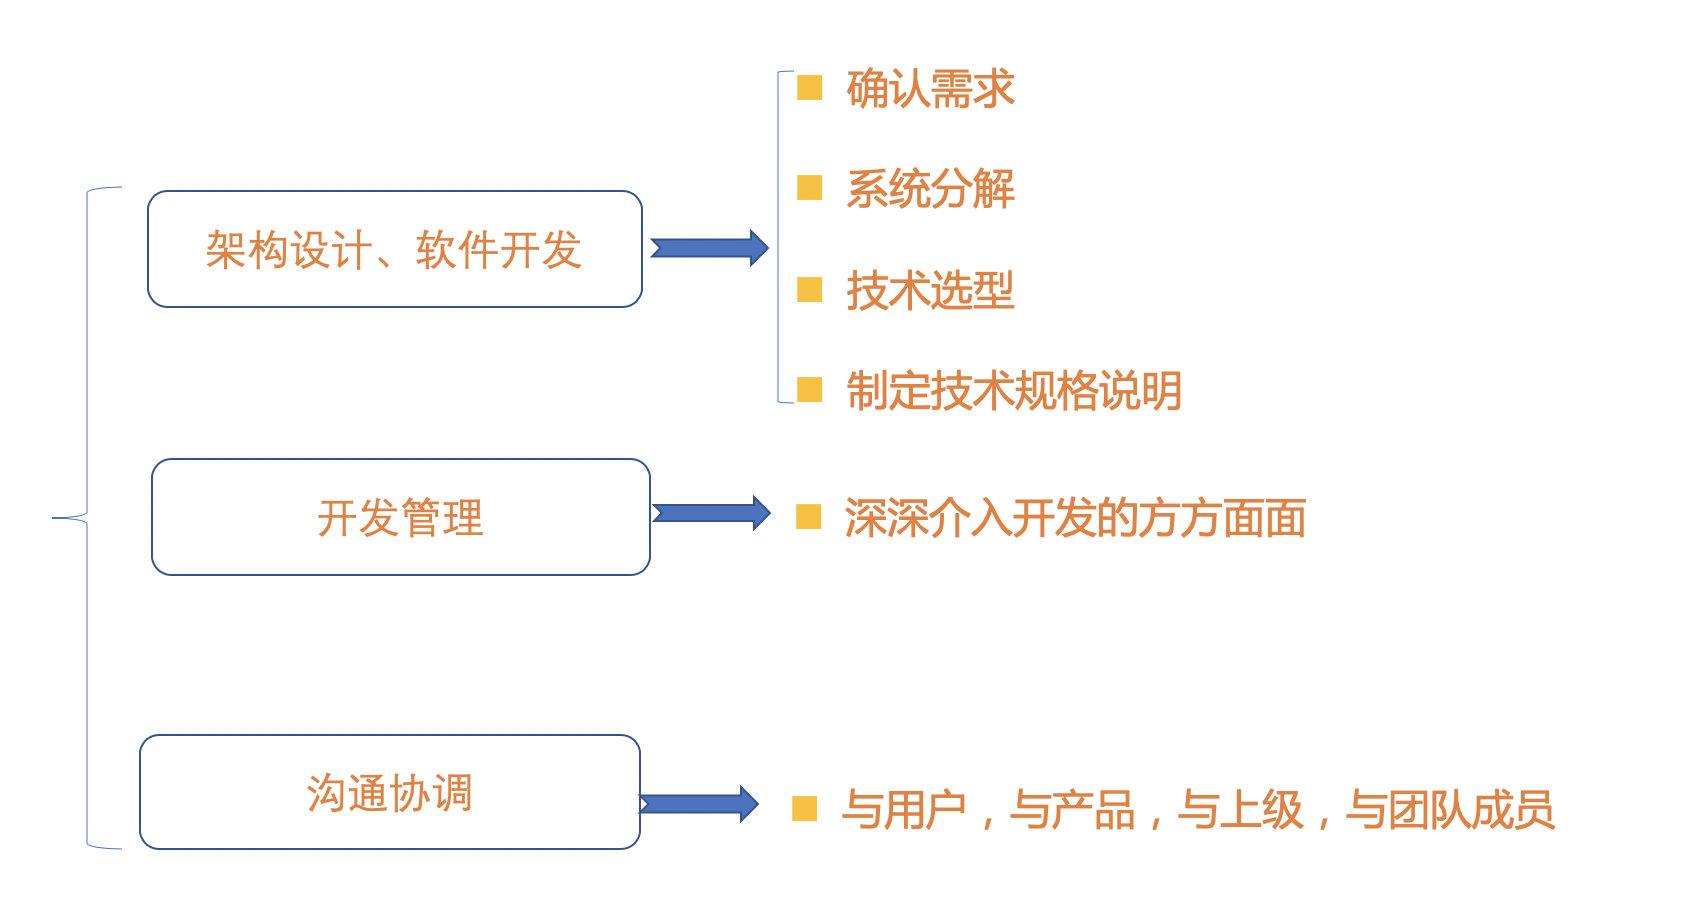 架构设计、软件开发
确认需求
系统分解
技术选型
制定技术规格说明
开发管理
深深介入开发的方方面面
沟通协调
与用户，与产品，与上级，与团队成员